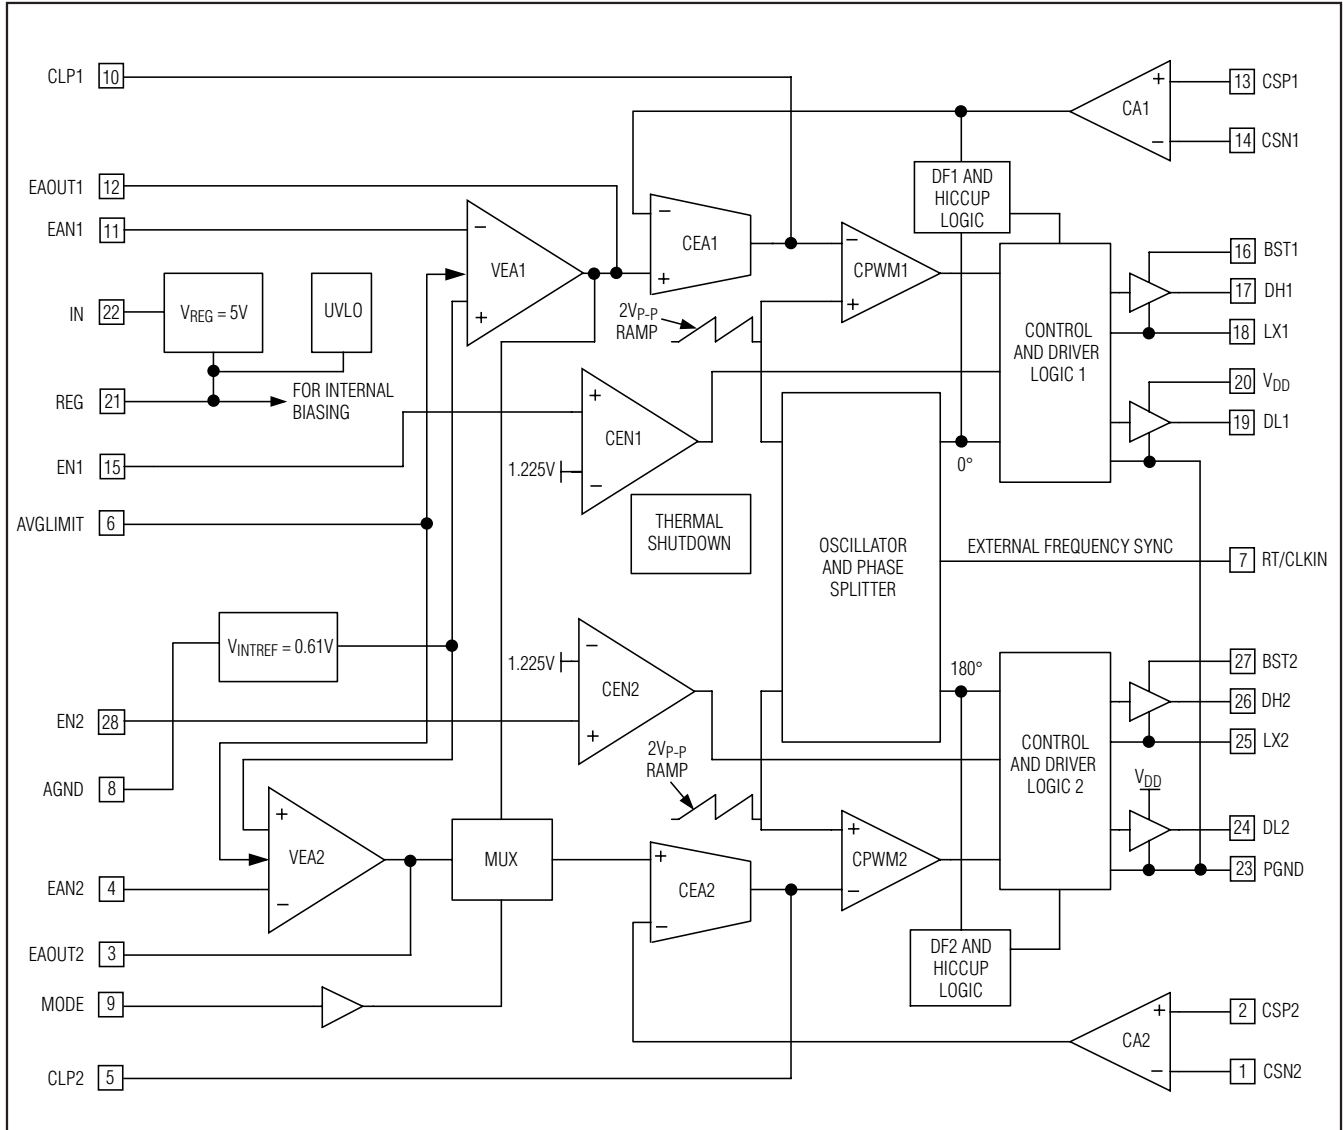 CLP1 10
13 CSP1
CA1
+
−
14 CSN1
EAOUT1 12
DF1 AND
HICCUP
LOGIC
EAN1 11
−
VEA1
+
−
CEA1
+
−
CPWM1
+
16 BST1
17 DH1
18 LX1
IN 22
VREG = 5V
UVLO
2VP-P
RAMP
CONTROL
AND DRIVER
LOGIC 1
REG 21
FOR INTERNAL
BIASING
20 VDD
19 DL1
+
CEN1
1.225V
−
0°
EN1 15
AVGLIMIT 6
THERMAL
SHUTDOWN
OSCILLATOR
AND PHASE
SPLITTER
EXTERNAL FREQUENCY SYNC
7 RT/CLKIN
VINTREF = 0.61V
1.225V
−
CEN2
+
180°
27 BST2
26 DH2
25 LX2
EN2 28
2VP-P
RAMP
CONTROL
AND DRIVER
LOGIC 2
VDD
AGND 8
+
VEA2
−
MUX
+
CEA2
−
+
CPWM2
−
24 DL2
23 PGND
EAN2 4
EAOUT2 3
DF2 AND
HICCUP
LOGIC
MODE 9
+
CA2
−
2 CSP2
1 CSN2
CLP2 5